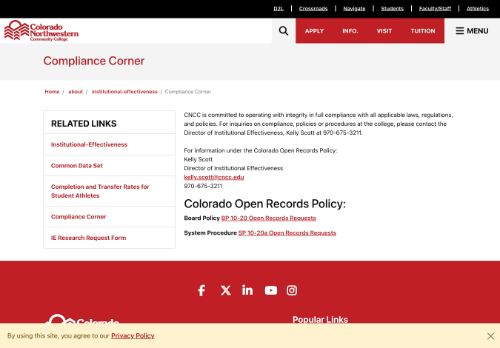 D2L Crossroads Navigate Students Faculty/Staff Athletics
Colorado
Northwestern
Community College
APPLY INFO. VISIT TUITION MENU
Compliance Corner
Home / about / institutional-effectiveness / Compliance Corner
RELATED LINKS
Institutional-Effectiveness
Common Data Set
Completion and Transfer Rates for
Student Athletes
Compliance Corner
IE Research Request Form
CNCC is committed to operating with integrity in full compliance with all applicable laws, regulations,
and policies. For inquiries on compliance, policies or procedures at the college, please contact the
Director of Institutional Effectiveness, Kelly Scott at 970-675-3211.
For information under the Colorado Open Records Policy:
Kelly Scott
Director of Institutional Effectiveness
kelly.scott@cncc.edu
970-675-3211
Colorado Open Records Policy:
Board Policy BP 10-20 Open Records Requests
System Procedure SP 10-20a Open Records Requests
Colorado
Popular Links
By using this site, you agree to our Privacy Policy